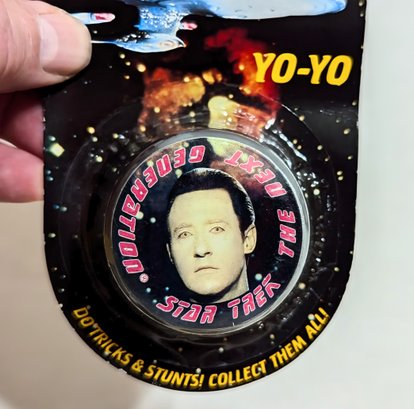 YO-YO
STAR TREK THE NEXT GENERATION®
DO TRICKS & STUNTS! COLLECT THEM ALL!